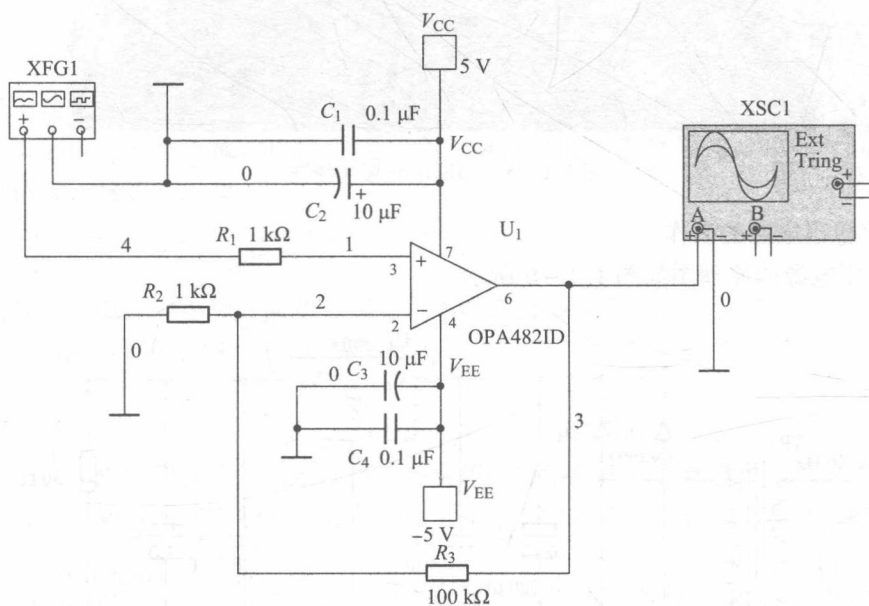 V_CC
5 V
XFG1
+
−
C_1 0.1 μF
V_CC
0
C_2
+
10 μF
XSC1
Ext
Tring
+
−
A
B
+
−
+
−
U_1
4
R_1 1 kΩ
1
3
+
7
6
R_2 1 kΩ
2
−
2
4
OPA482ID
0
0
0 C_3
10 μF
V_EE
C_4 0.1 μF
3
V_EE
−5 V
R_3
100 kΩ